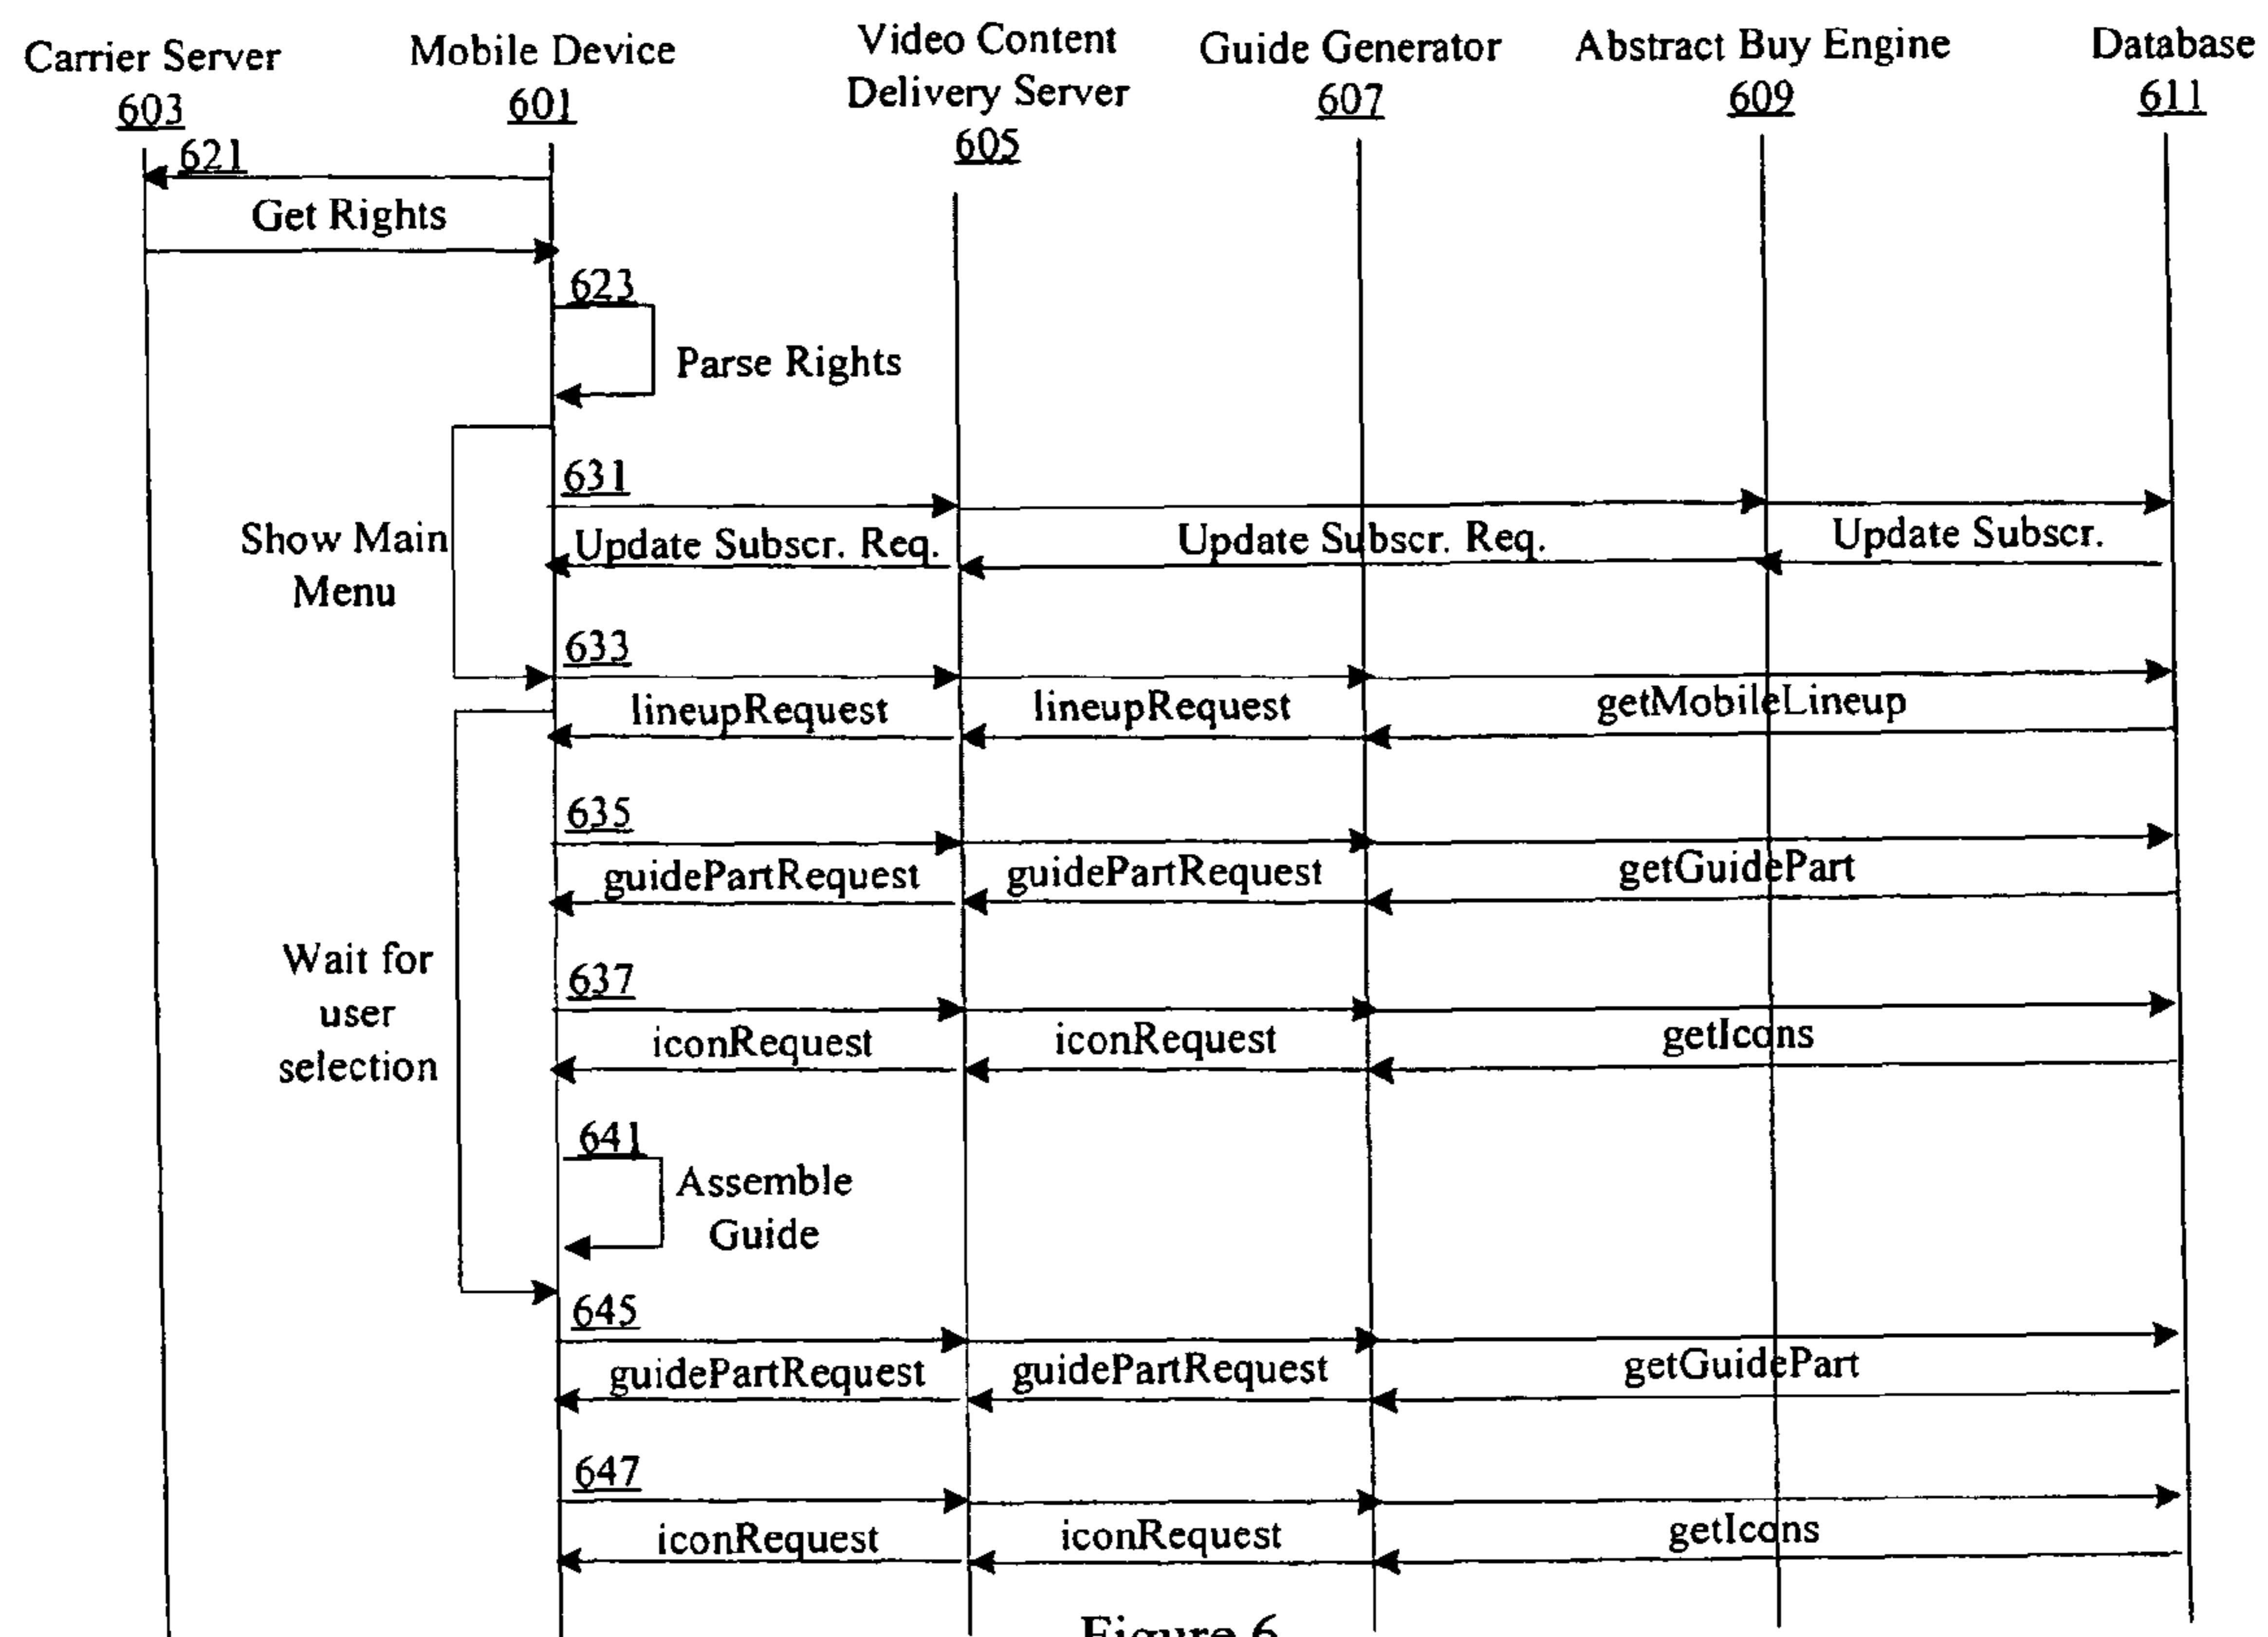 Carrier Server
603
Mobile Device
601
Video Content
Delivery Server
605
Guide Generator
607
Abstract Buy Engine
609
Database
611
621
Get Rights
623
Parse Rights
631
Show Main
Menu
Update Subscr. Req.
Update Subscr. Req.
Update Subscr.
633
lineupRequest
lineupRequest
getMobileLineup
635
guidePartRequest
guidePartRequest
getGuidePart
Wait for
user
selection
637
iconRequest
iconRequest
getIcons
641
Assemble
Guide
645
guidePartRequest
guidePartRequest
getGuidePart
647
iconRequest
iconRequest
getIcons
Figure 6